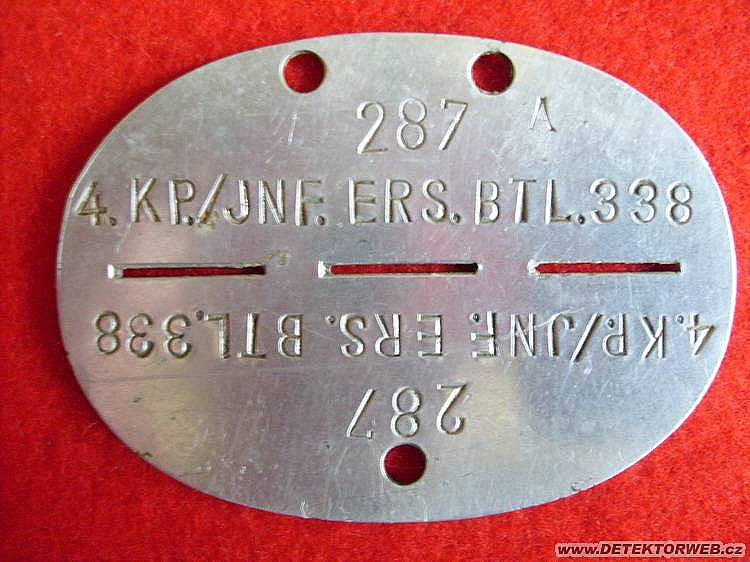 287 A
4. KP./JNF. ERS. BTL. 338
4. KP./JNF. ERS. BTL. 338
287
www.DETEKTORWEB.cz